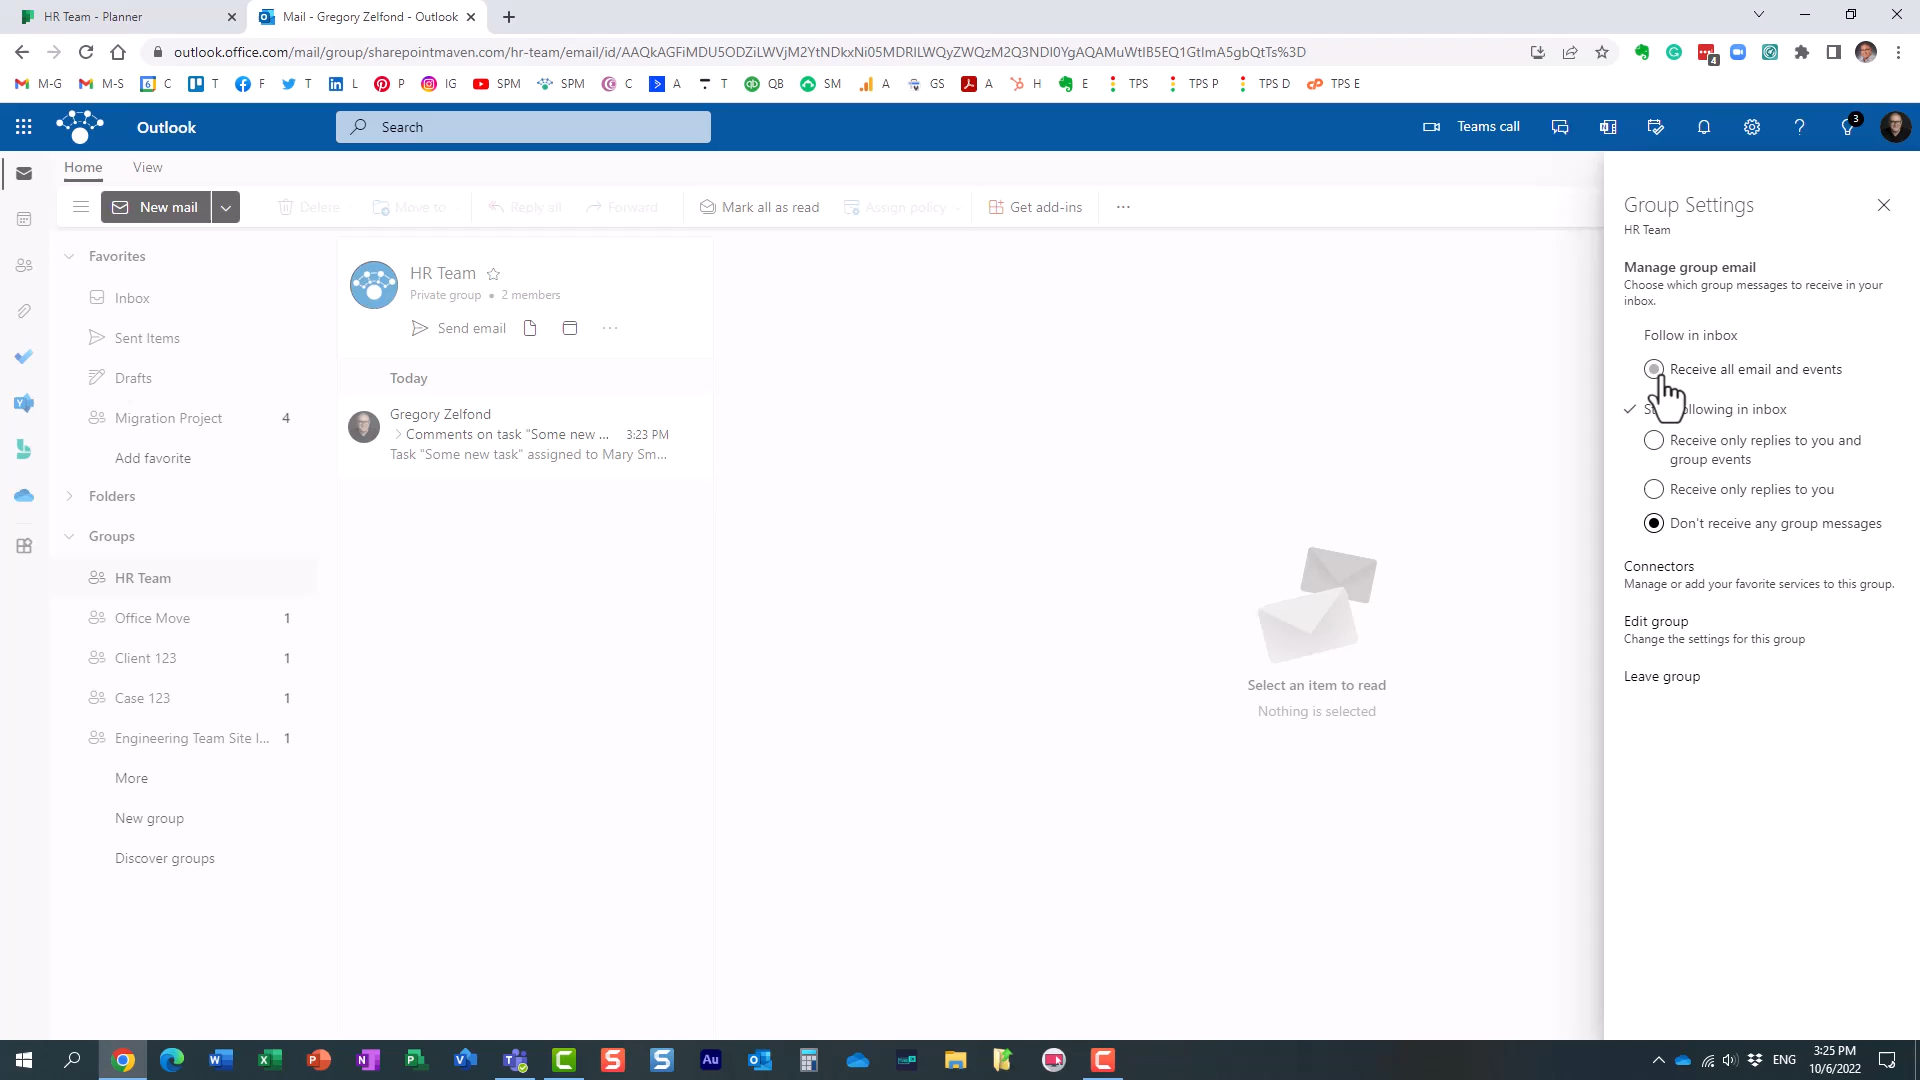 HR Team - Planner
Mail - Gregory Zelfond - Outlook
outlook.office.com/mail/group/sharepointmaven.com/hr-team/email/id/AAQkAGFiMDU5ODZiLWVjM2YtNDkxNi05MDRlLWQyZWQzM2Q3NDI0YgAQAMuWtlB5EQ1GtImA5gbQtTs%3D
4
M-G M-S 6 C T F T L P IG SPM SPM C A T QB SM A GS A H E TPS TPS P TPS D TPS E
Outlook
Search
Teams call
3
Home View
New mail Delete Move to Reply all Forward Mark all as read Assign policy Get add-ins
Favorites
Inbox
Sent Items
Drafts
Migration Project 4
Add favorite
Folders
Groups
HR Team
Office Move 1
Client 123 1
Case 123 1
Engineering Team Site I... 1
More
New group
Discover groups
HR Team
Private group • 2 members
Send email
Today
Gregory Zelfond
Comments on task "Some new ... 3:23 PM
Task "Some new task" assigned to Mary Sm...
Select an item to read
Nothing is selected
Group Settings
HR Team
Manage group email
Choose which group messages to receive in your
inbox.
Follow in inbox
Receive all email and events
following in inbox
Receive only replies to you and
group events
Receive only replies to you
Don't receive any group messages
Connectors
Manage or add your favorite services to this group.
Edit group
Change the settings for this group
Leave group
ENG
3:25 PM
10/6/2022